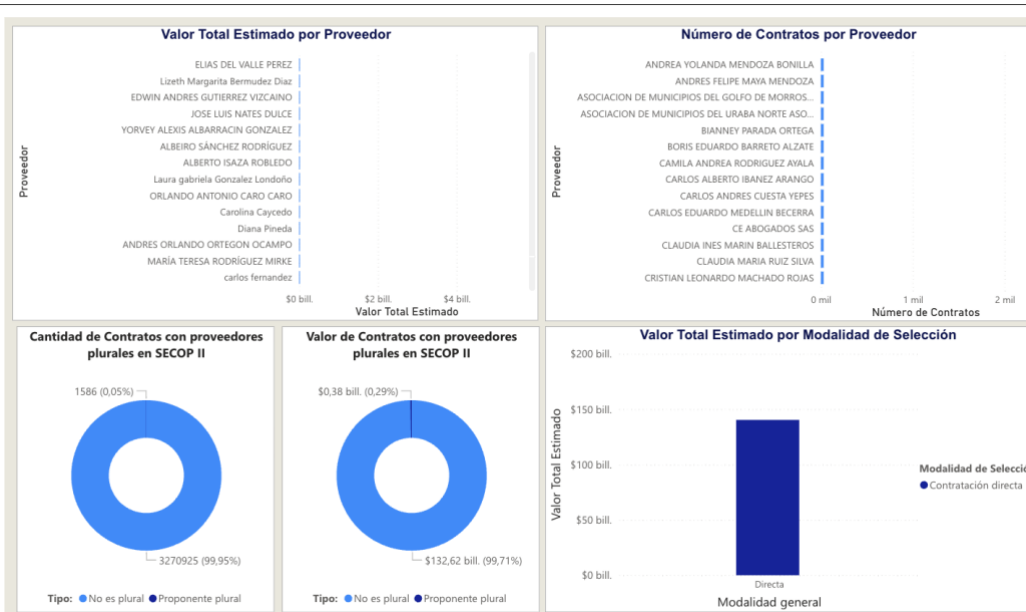 Valor Total Estimado por Proveedor
Proveedor
ELIAS DEL VALLE PEREZ
Lizeth Margarita Bermudez Diaz
EDWIN ANDRES GUTIERREZ VIZCAINO
JOSE LUIS NATES DULCE
YORVEY ALEXIS ALBARRACIN GONZALEZ
ALBEIRO SÁNCHEZ RODRÍGUEZ
ALBERTO ISAZA ROBLEDO
Laura gabriela Gonzalez Londoño
ORLANDO ANTONIO CARO CARO
Carolina Caycedo
Diana Pineda
ANDRES ORLANDO ORTEGON OCAMPO
MARÍA TERESA RODRÍGUEZ MIRKE
carlos fernandez
$0 bill. $2 bill. $4 bill.
Valor Total Estimado
Número de Contratos por Proveedor
Proveedor
ANDREA YOLANDA MENDOZA BONILLA
ANDRES FELIPE MAYA MENDOZA
ASOCIACION DE MUNICIPIOS DEL GOLFO DE MORROS...
ASOCIACION DE MUNICIPIOS DEL URABA NORTE ASO...
BIANNEY PARADA ORTEGA
BORIS EDUARDO BARRETO ALZATE
CAMILA ANDREA RODRIGUEZ AYALA
CARLOS ALBERTO IBANEZ ARANGO
CARLOS ANDRES CUESTA YEPES
CARLOS EDUARDO MEDELLIN BECERRA
CE ABOGADOS SAS
CLAUDIA INES MARIN BALLESTEROS
CLAUDIA MARIA RUIZ SILVA
CRISTIAN LEONARDO MACHADO ROJAS
0 mil 1 mil 2 mil
Número de Contratos
Cantidad de Contratos con proveedores
plurales en SECOP II
1586 (0,05%)
3270925 (99,95%)
Tipo: No es plural Proponente plural
Valor de Contratos con proveedores
plurales en SECOP II
$0,38 bill. (0,29%)
$132,62 bill. (99,71%)
Tipo: No es plural Proponente plural
Valor Total Estimado por Modalidad de Selección
Valor Total Estimado
$200 bill.
$150 bill.
$100 bill.
$50 bill.
$0 bill.
Directa
Modalidad general
Modalidad de Selecció
Contratación directa